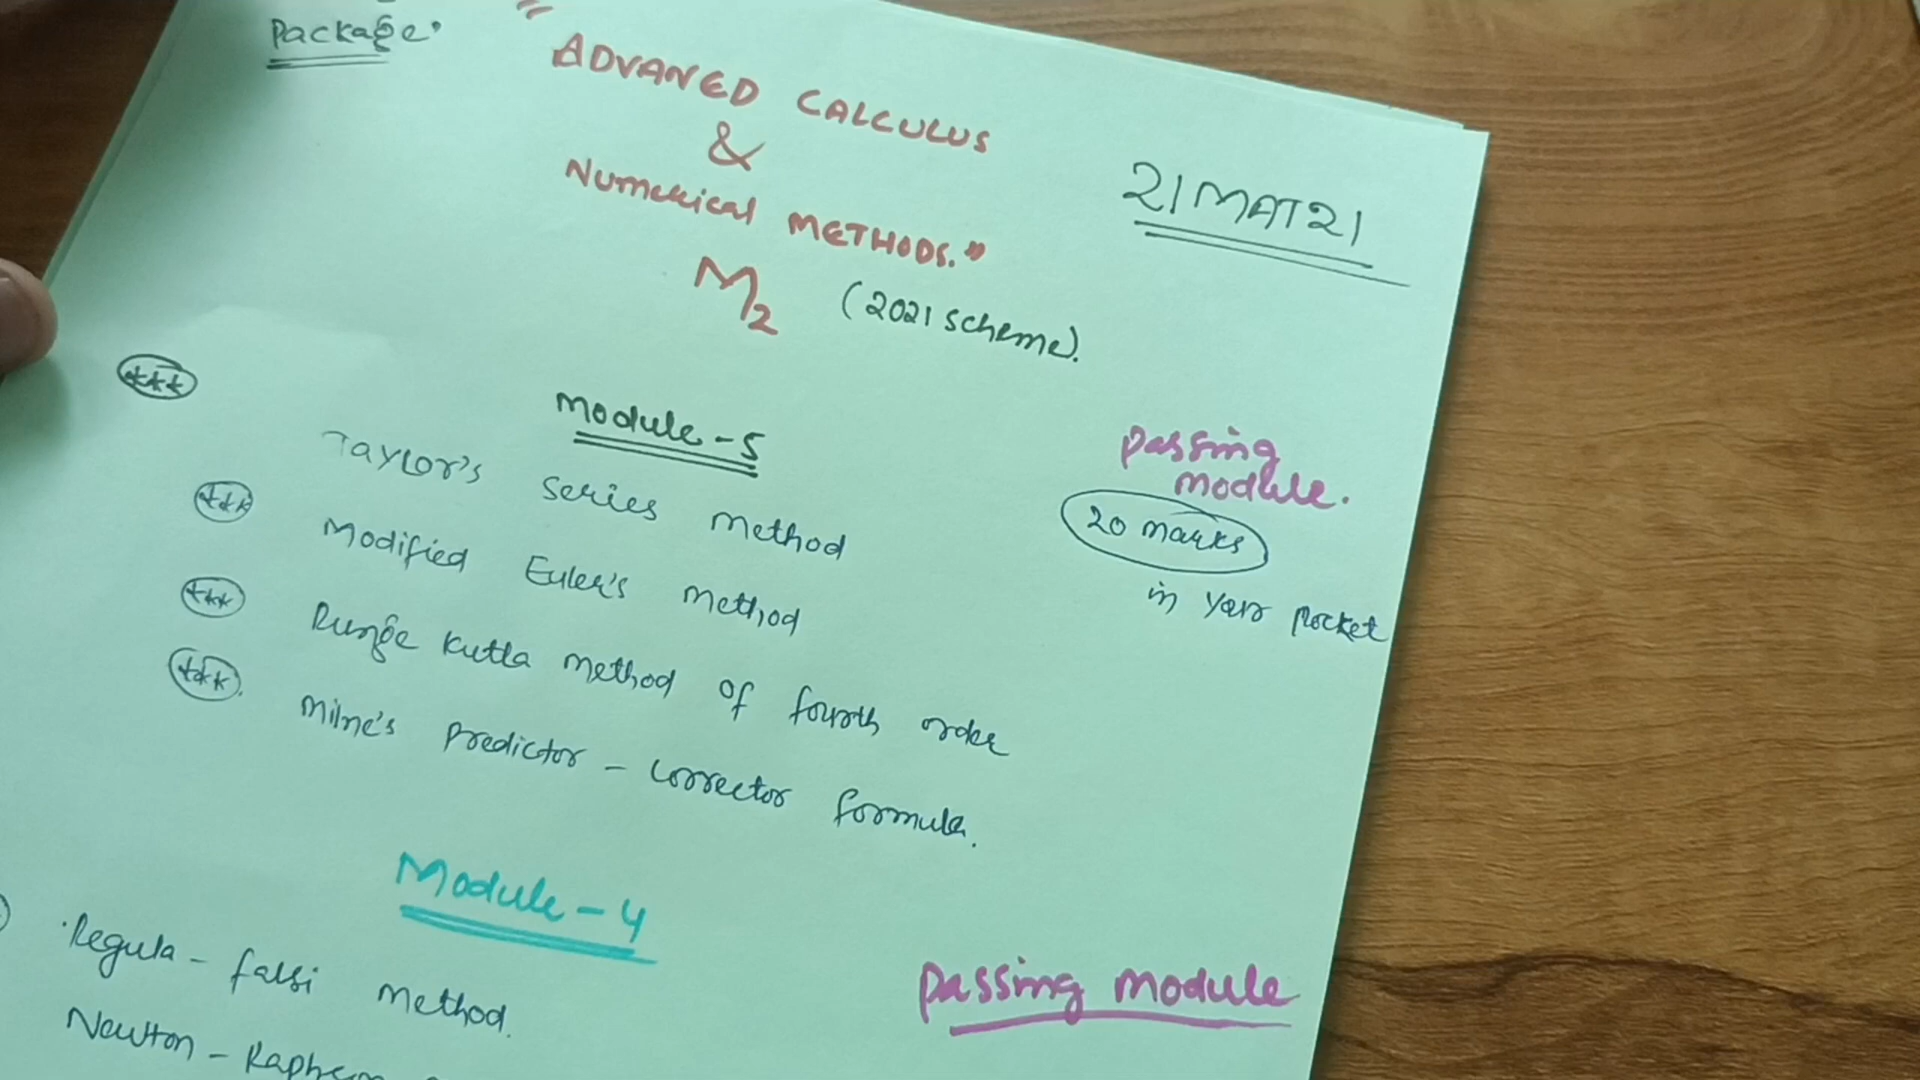 Package.
"ADVANED CALCULUS
&
Numerical METHODS."
21MAT21
M2 (2021 scheme).
***
Module-5
Taylor's series method
passing
module.
20 marks
in your pocket
***
Modified Euler's method
***
Runge Kutta method of fourth order
***
Milne's predictor - corrector formula.
Module-4
Regula - falsi method.
passing module
Newton -